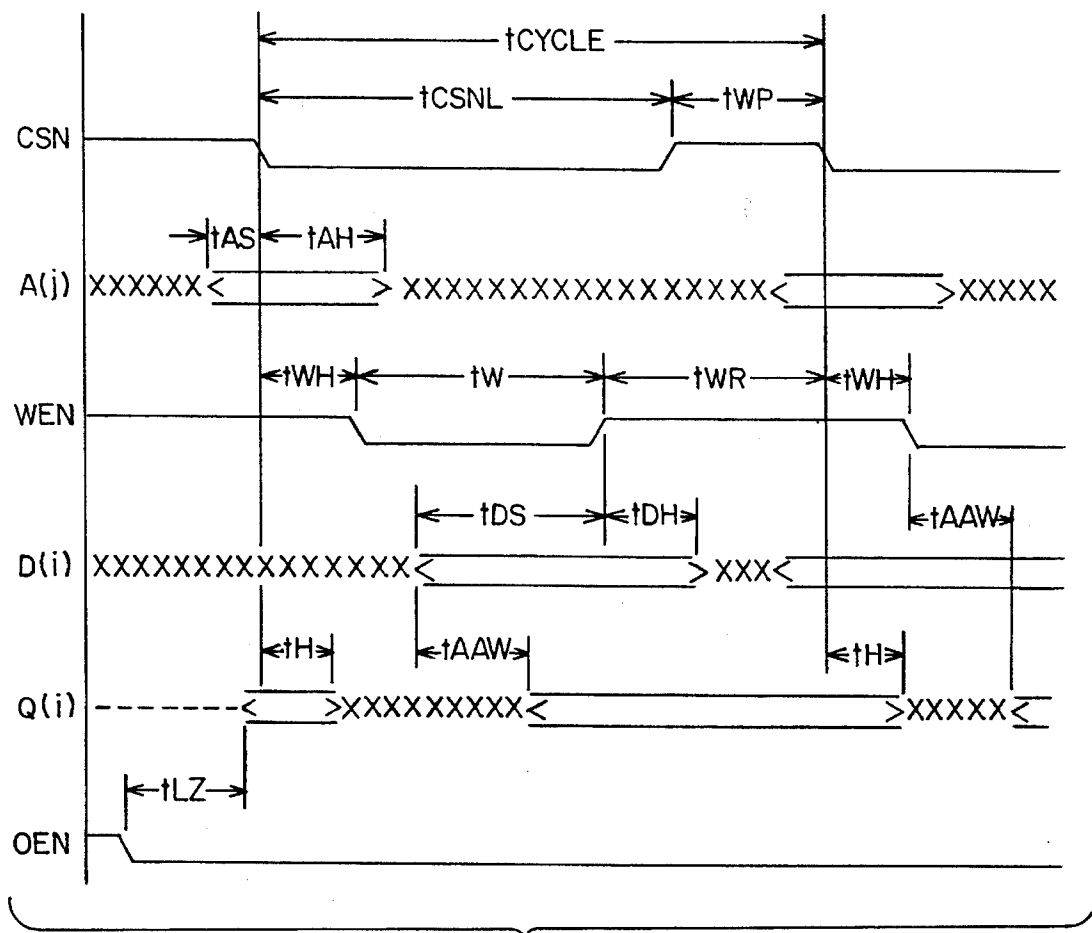 tCYCLE
tCSNL tWP
CSN
tAS tAH
A(j) XXXXXX XXXXXXXXXXXXXXXXX XXXXX
tWH tW tWR tWH
WEN
tDS tDH tAAW
D(i) XXXXXXXXXXXXXXX XXX
tH tAAW tH
Q(i) XXXXXXXXX XXXXX
tLZ
OEN